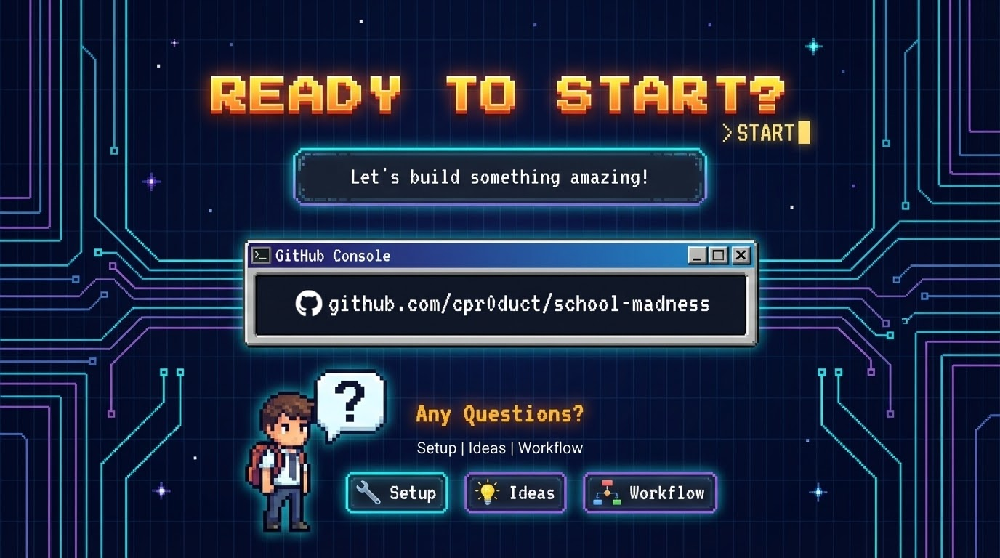 READY TO START?
>START
Let's build something amazing!
GitHub Console
github.com/cpr0duct/school-madness
?
Any Questions?
Setup | Ideas | Workflow
Setup
Ideas
Workflow